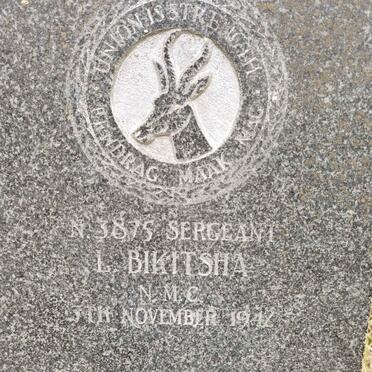 UNION IS STRENGTH
EENDRAG MAAK MAG
N 3875 SERGEANT
L. BIKITSHA
N.M.C.
5TH NOVEMBER 1942